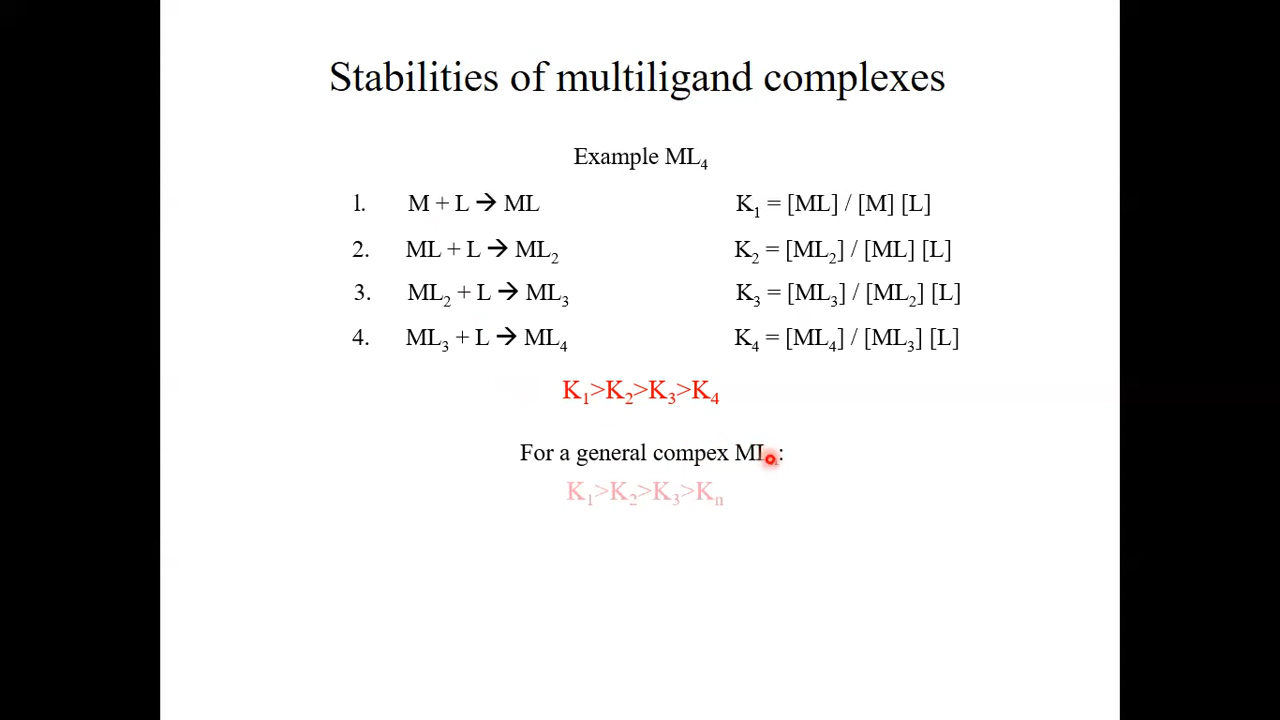 Stabilities of multiligand complexes
Example ML₄
1. M + L → ML K₁ = [ML] / [M] [L]
2. ML + L → ML₂ K₂ = [ML₂] / [ML] [L]
3. ML₂ + L → ML₃ K₃ = [ML₃] / [ML₂] [L]
4. ML₃ + L → ML₄ K₄ = [ML₄] / [ML₃] [L]
K₁>K₂>K₃>K₄
For a general compex
K₁>K₂>K₃>Kₙ